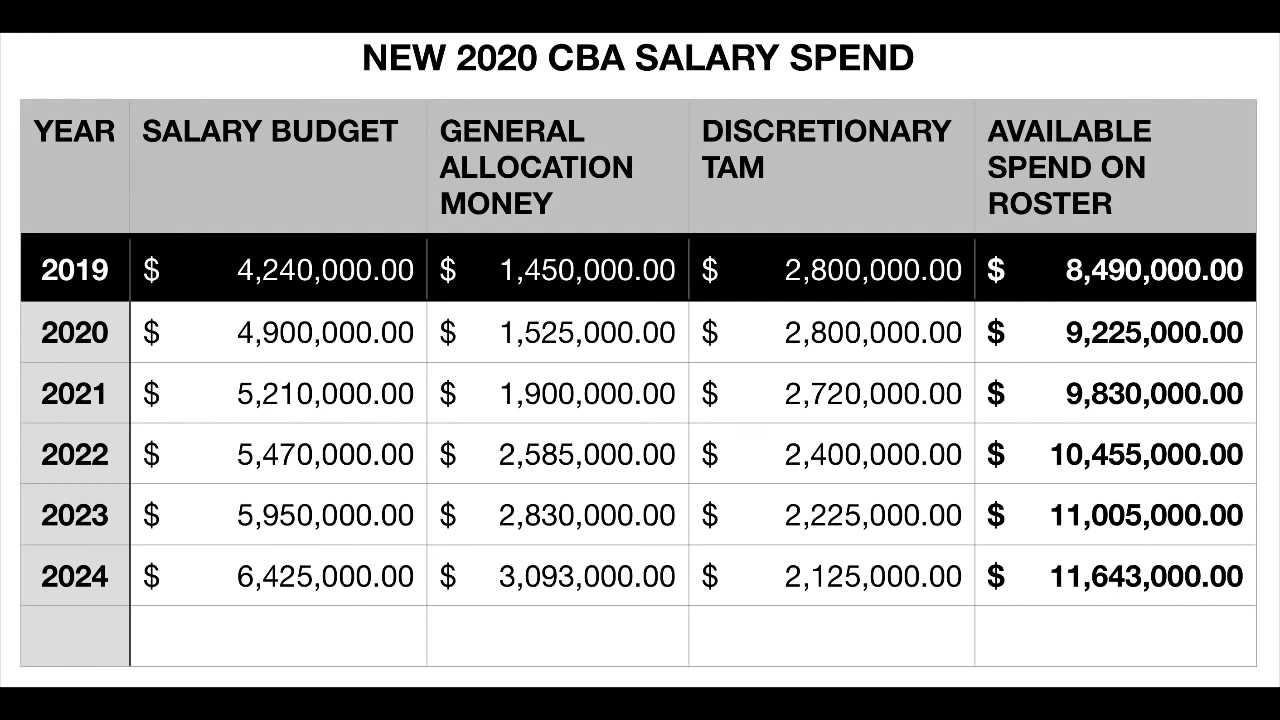 NEW 2020 CBA SALARY SPEND
YEAR SALARY BUDGET GENERAL ALLOCATION MONEY DISCRETIONARY TAM AVAILABLE SPEND ON ROSTER
2019 $ 4,240,000.00 $ 1,450,000.00 $ 2,800,000.00 $ 8,490,000.00
2020 $ 4,900,000.00 $ 1,525,000.00 $ 2,800,000.00 $ 9,225,000.00
2021 $ 5,210,000.00 $ 1,900,000.00 $ 2,720,000.00 $ 9,830,000.00
2022 $ 5,470,000.00 $ 2,585,000.00 $ 2,400,000.00 $ 10,455,000.00
2023 $ 5,950,000.00 $ 2,830,000.00 $ 2,225,000.00 $ 11,005,000.00
2024 $ 6,425,000.00 $ 3,093,000.00 $ 2,125,000.00 $ 11,643,000.00